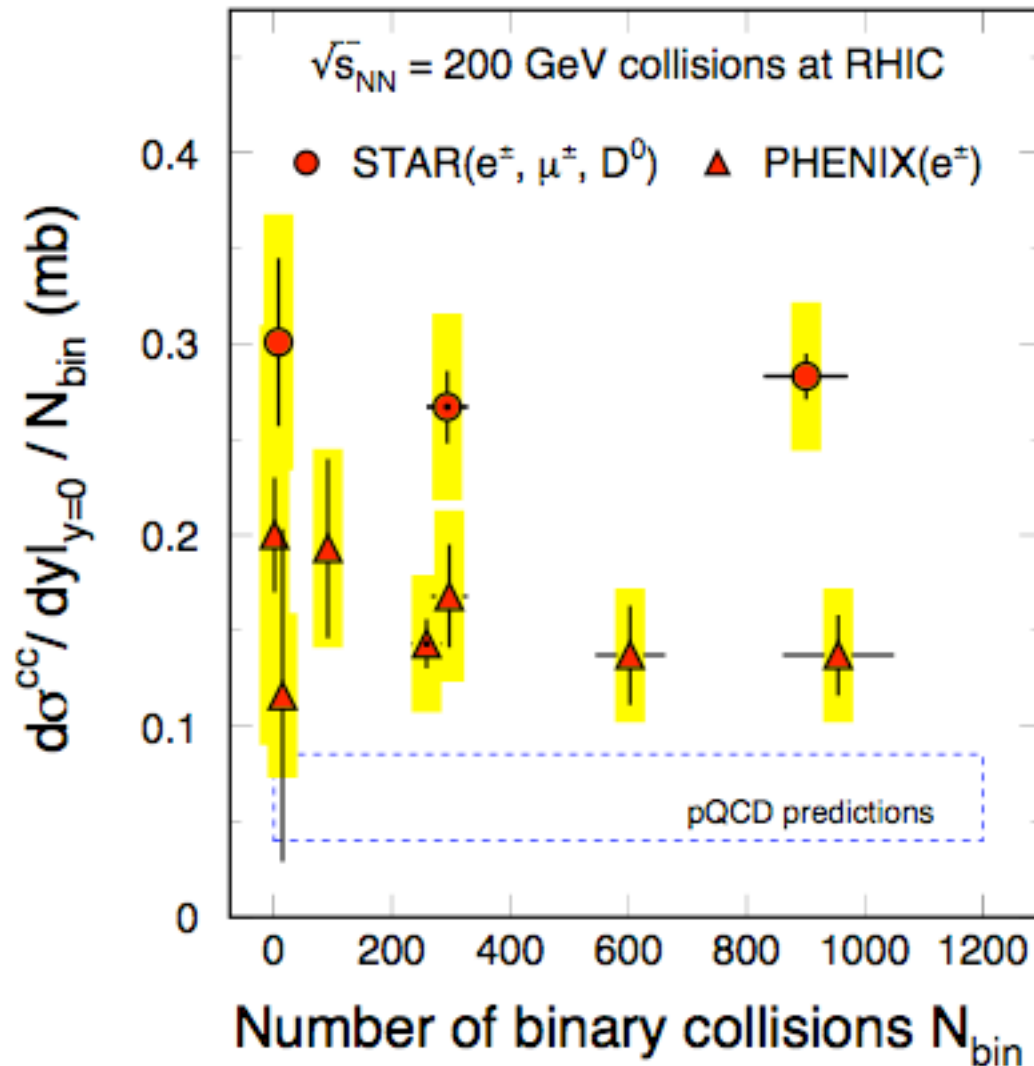 √s_NN = 200 GeV collisions at RHIC
STAR(e±, μ±, D⁰) PHENIX(e±)
dσ^cc/ dy|_y=0 / N_bin (mb)
0.4
0.3
0.2
0.1
0
pQCD predictions
0 200 400 600 800 1000 1200
Number of binary collisions N_bin